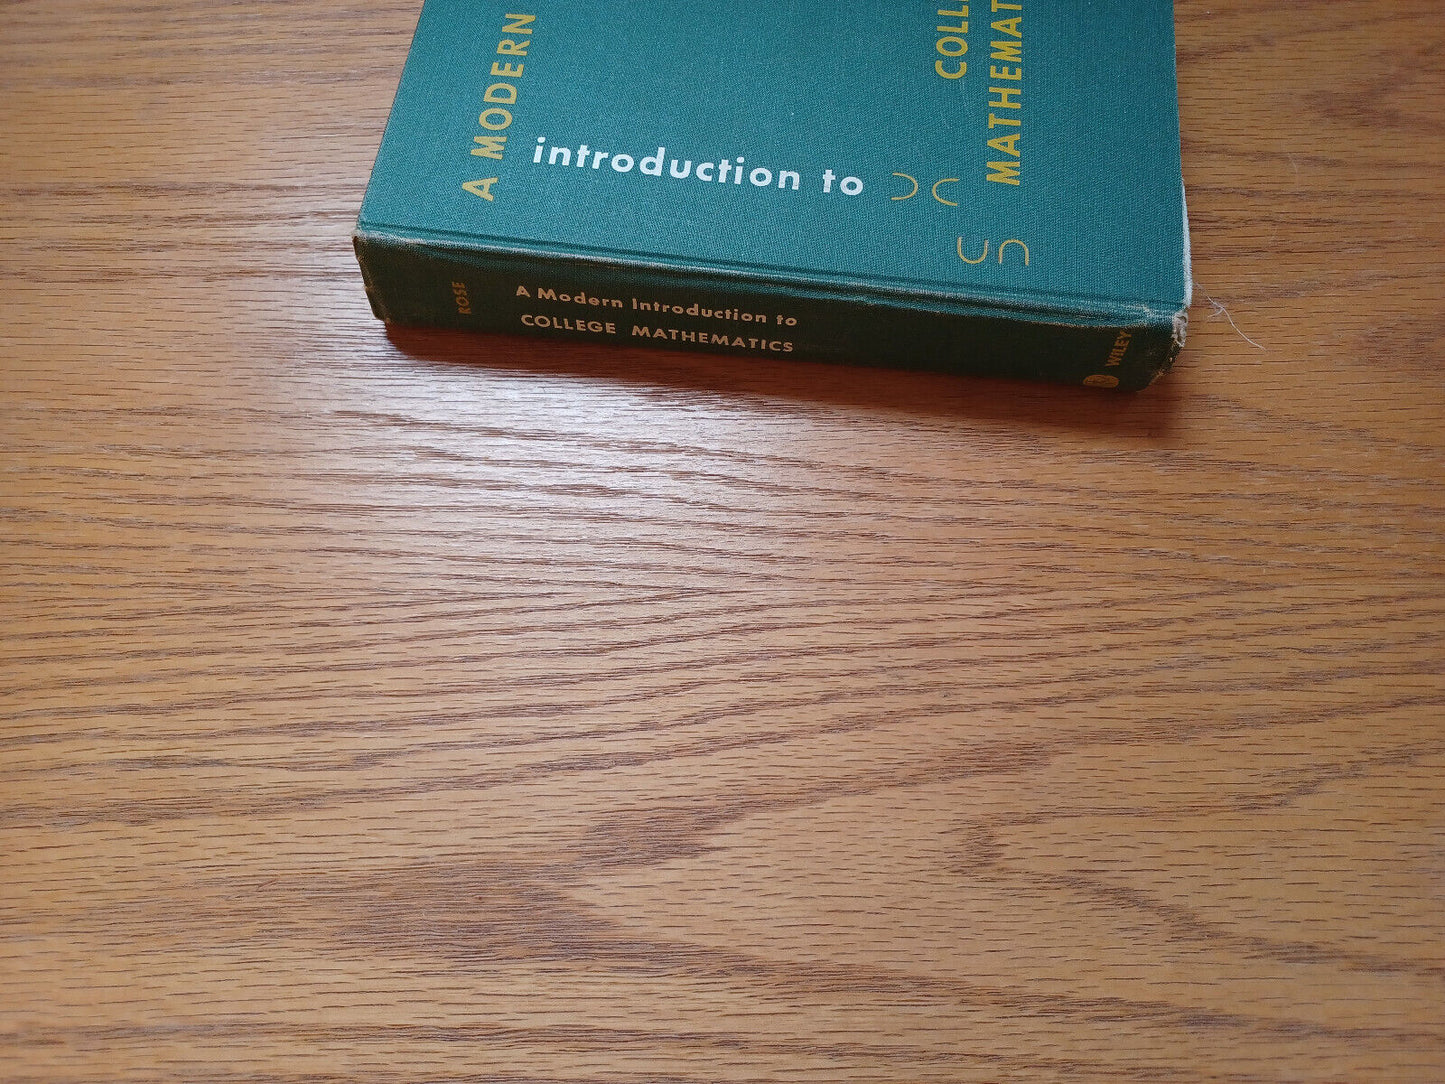 A MODERN
introduction to
COLL
MATHEMAT
ROSE
A Modern Introduction to
COLLEGE MATHEMATICS
WILEY